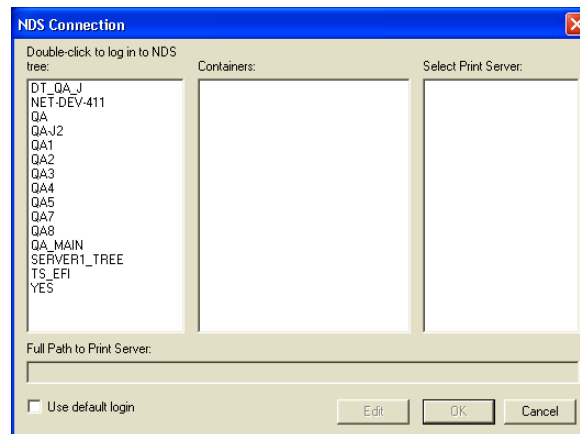 NDS Connection
Double-click to log in to NDS
tree:
Containers:
Select Print Server:
DT_QA_J
NET-DEV-411
QA
QA-J2
QA1
QA2
QA3
QA4
QA5
QA7
QA8
QA_MAIN
SERVER1_TREE
TS_EFI
YES
Full Path to Print Server:
Use default login
Edit
OK
Cancel